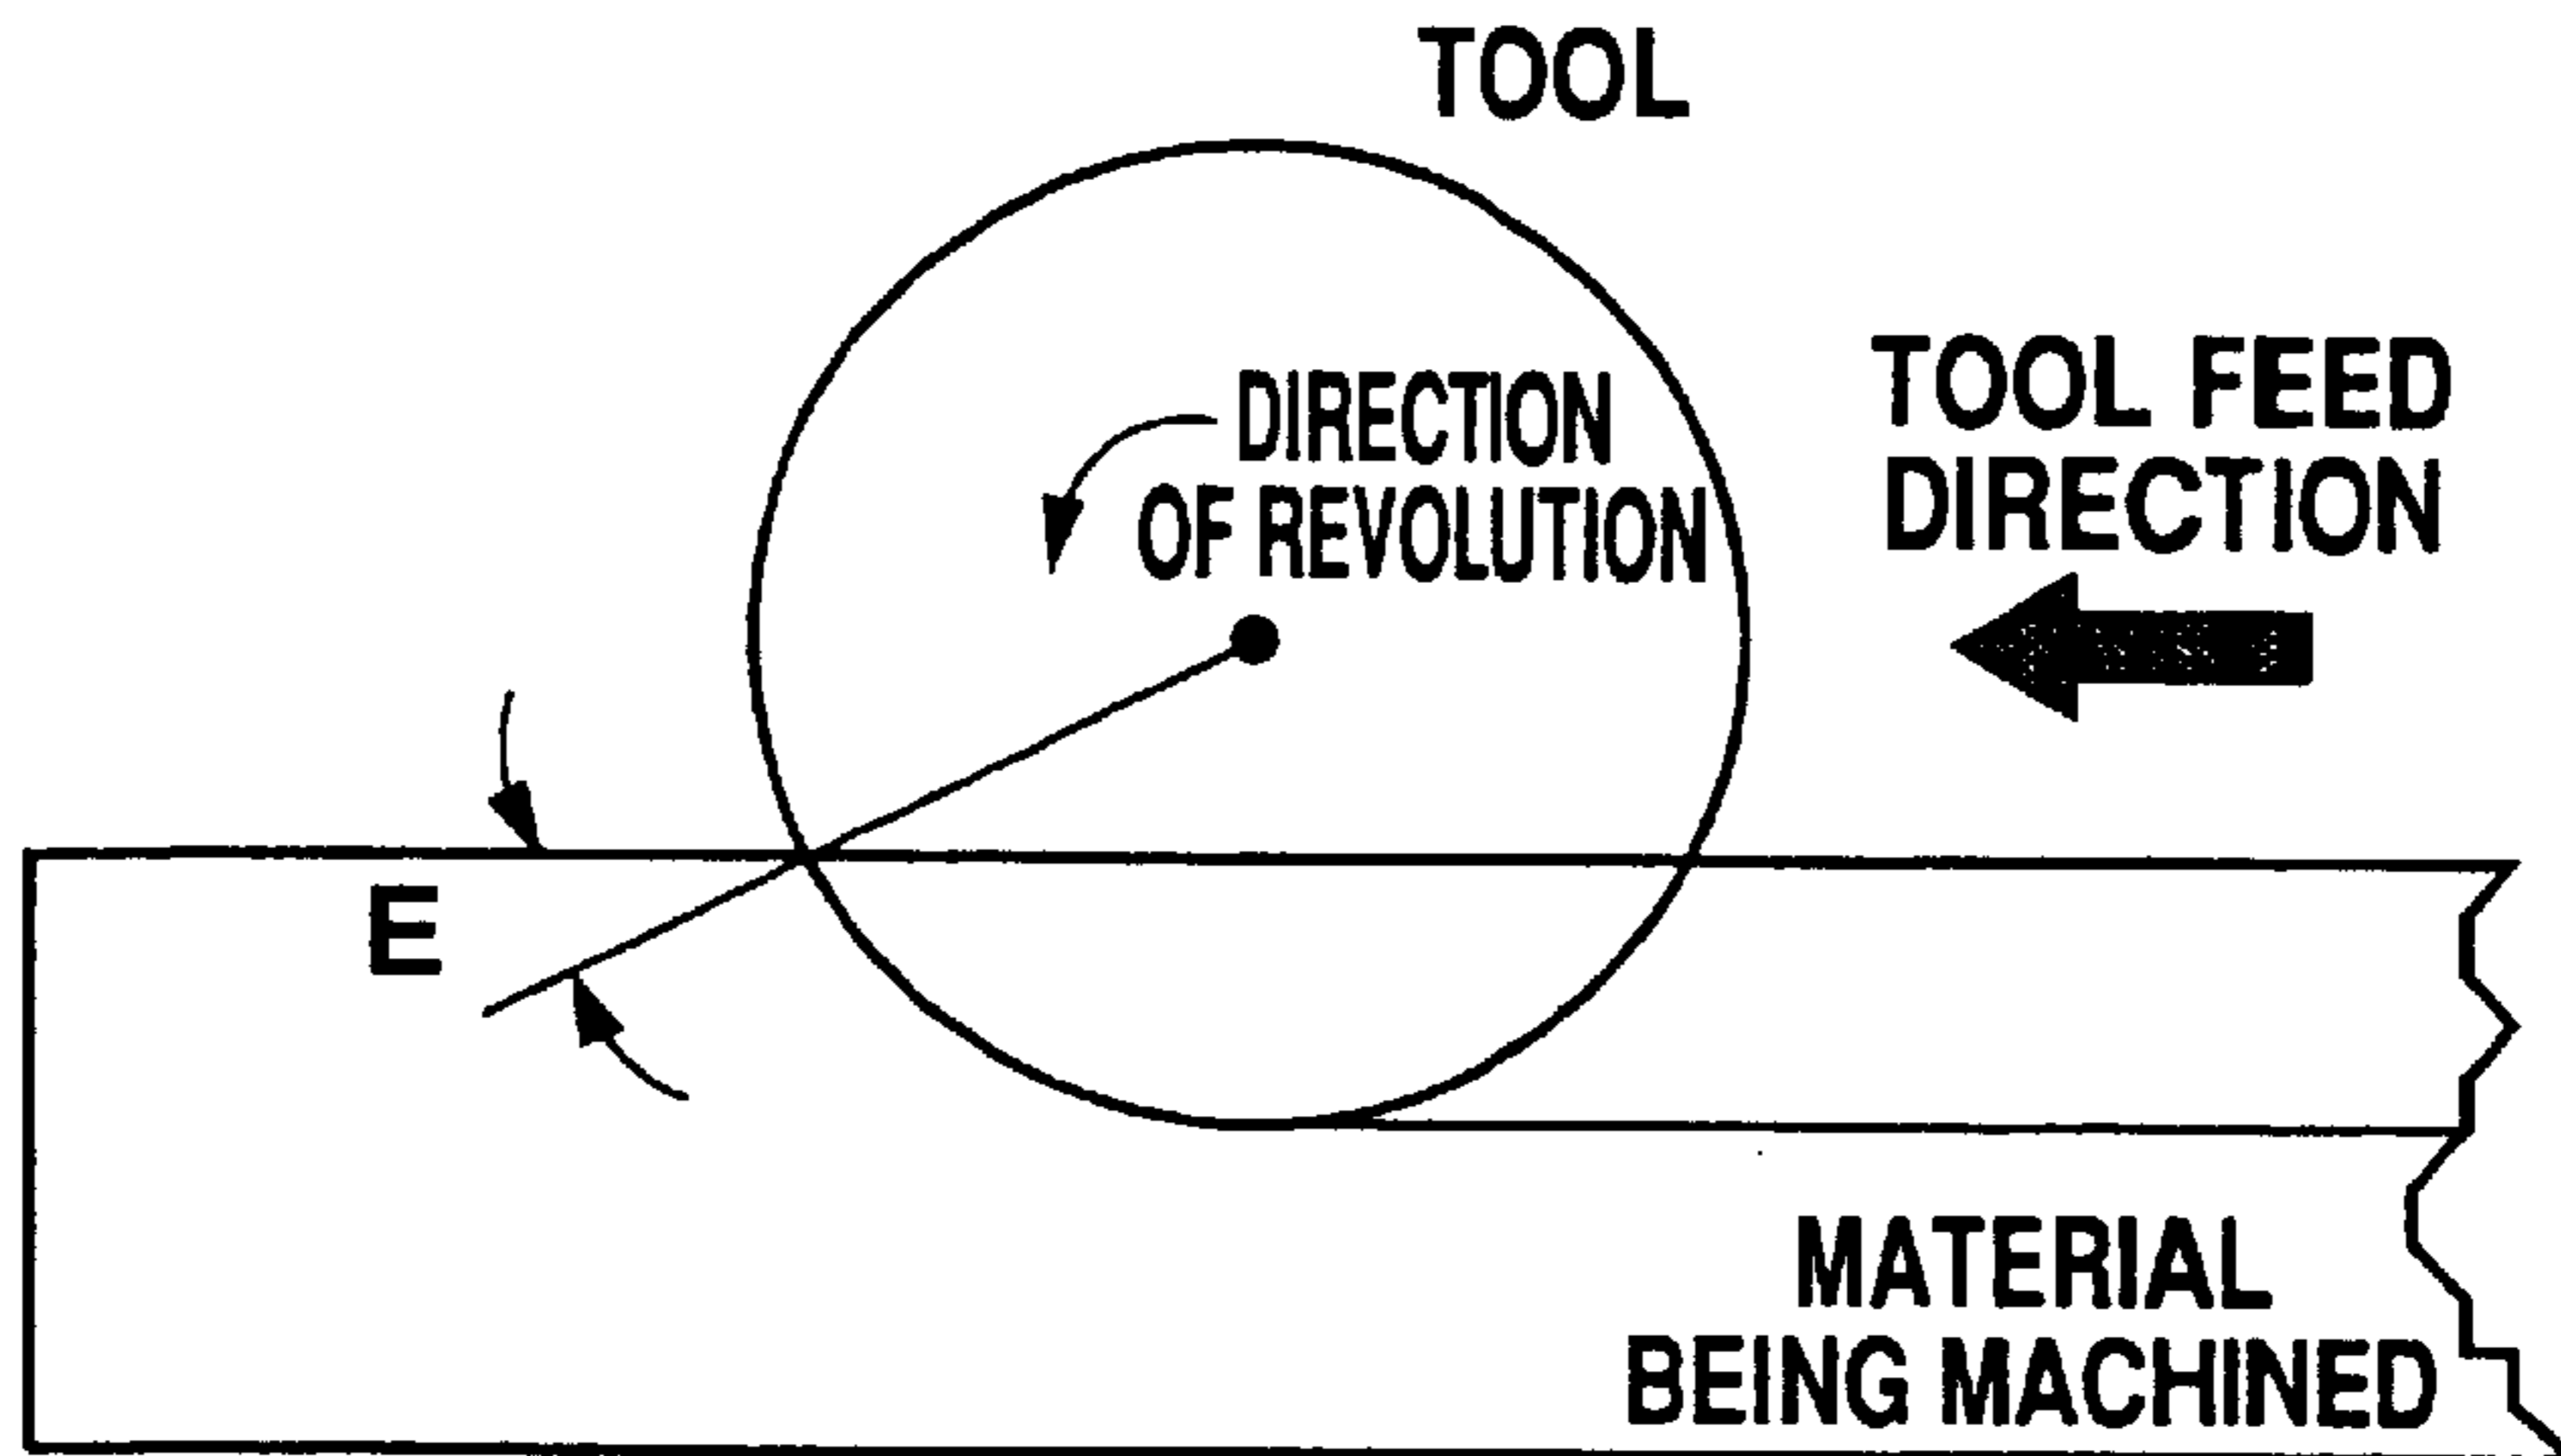 TOOL
DIRECTION
OF REVOLUTION
TOOL FEED
DIRECTION
E
MATERIAL
BEING MACHINED